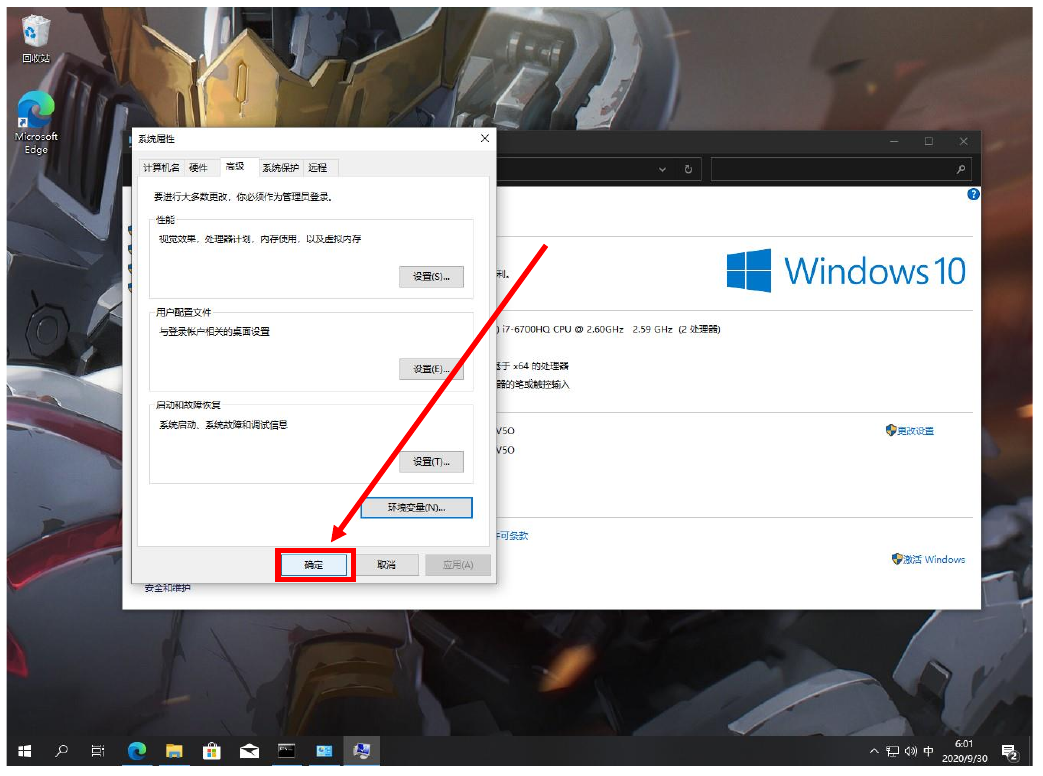 回收站
Microsoft
Edge
系统属性
计算机名
硬件
高级
系统保护
远程
要进行大多数更改，你必须作为管理员登录。
性能
视觉效果，处理器计划，内存使用，以及虚拟内存
设置(S)...
用户配置文件
与登录帐户相关的桌面设置
设置(E)...
启动和故障恢复
系统启动、系统故障和调试信息
设置(T)...
环境变量(N)...
确定
取消
应用(A)
利。
Windows 10
) i7-6700HQ CPU @ 2.60GHz 2.59 GHz (2 处理器)
基于 x64 的处理器
器的笔或触控输入
V5O
V5O
更改设置
许可条款
激活 Windows
安全和维护
中
6:01
2020/9/30
2